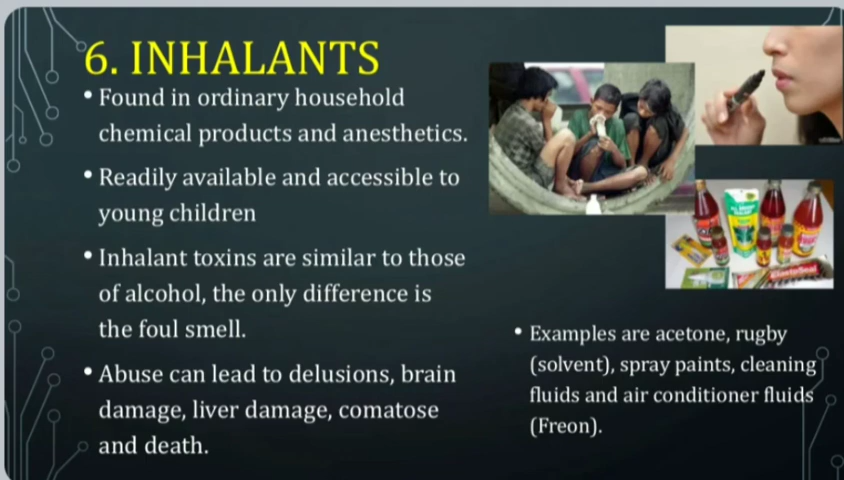 6. INHALANTS
• Found in ordinary household
chemical products and anesthetics.
• Readily available and accessible to
young children
• Inhalant toxins are similar to those
of alcohol, the only difference is
the foul smell.
• Abuse can lead to delusions, brain
damage, liver damage, comatose
and death.
ElastoSeal
• Examples are acetone, rugby
(solvent), spray paints, cleaning
fluids and air conditioner fluids
(Freon).